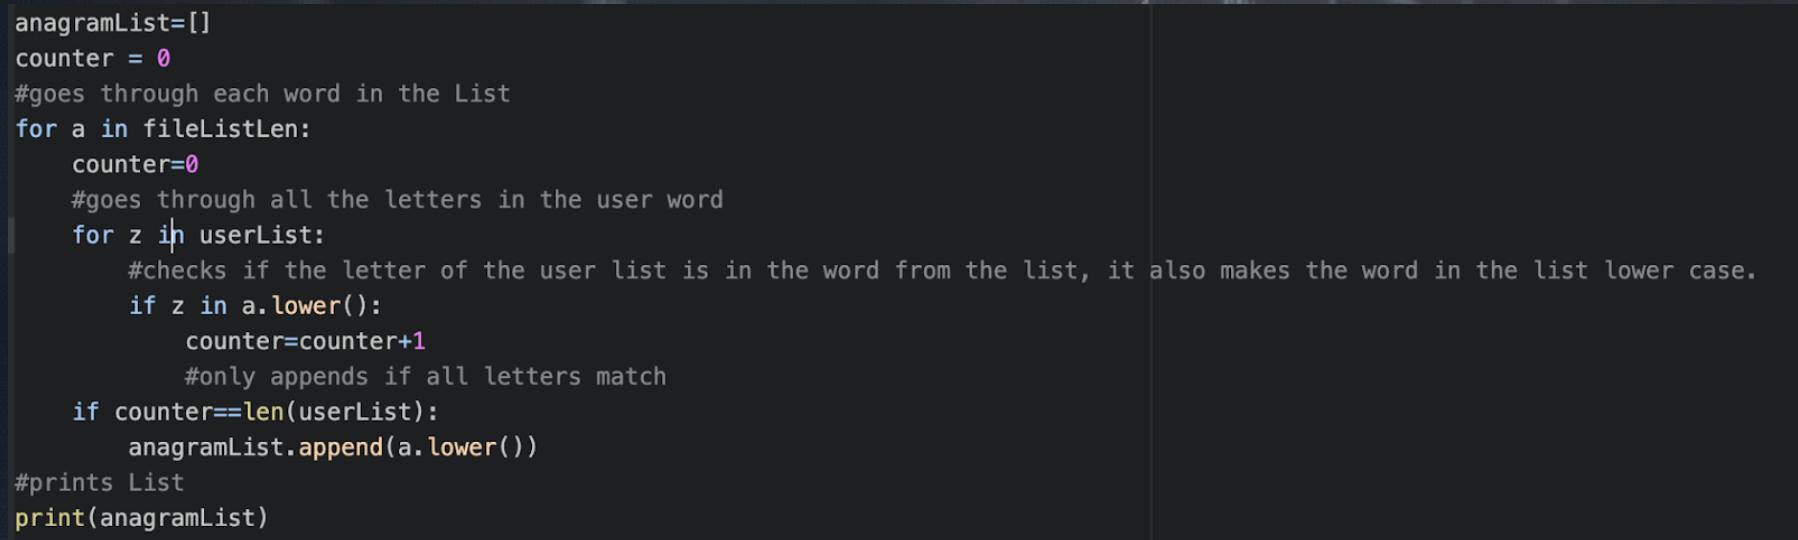 anagramList=[]
counter = 0
#goes through each word in the List
for a in fileListLen:
    counter=0
    #goes through all the letters in the user word
    for z in userList:
        #checks if the letter of the user list is in the word from the list, it also makes the word in the list lower case.
        if z in a.lower():
            counter=counter+1
            #only appends if all letters match
    if counter==len(userList):
        anagramList.append(a.lower())
#prints List
print(anagramList)